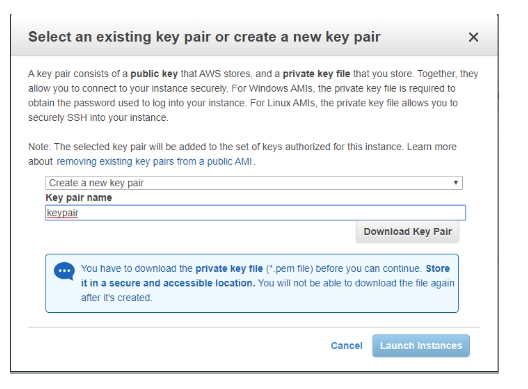 Select an existing key pair or create a new key pair
A key pair consists of a public key that AWS stores, and a private key file that you store. Together, they
allow you to connect to your instance securely. For Windows AMIs, the private key file is required to
obtain the password used to log into your instance. For Linux AMIs, the private key file allows you to
securely SSH into your instance.
Note: The selected key pair will be added to the set of keys authorized for this instance. Learn more
about removing existing key pairs from a public AMI.
Create a new key pair
Key pair name
keypair
Download Key Pair
You have to download the private key file (*.pem file) before you can continue. Store
it in a secure and accessible location. You will not be able to download the file again
after it's created.
Cancel
Launch Instances